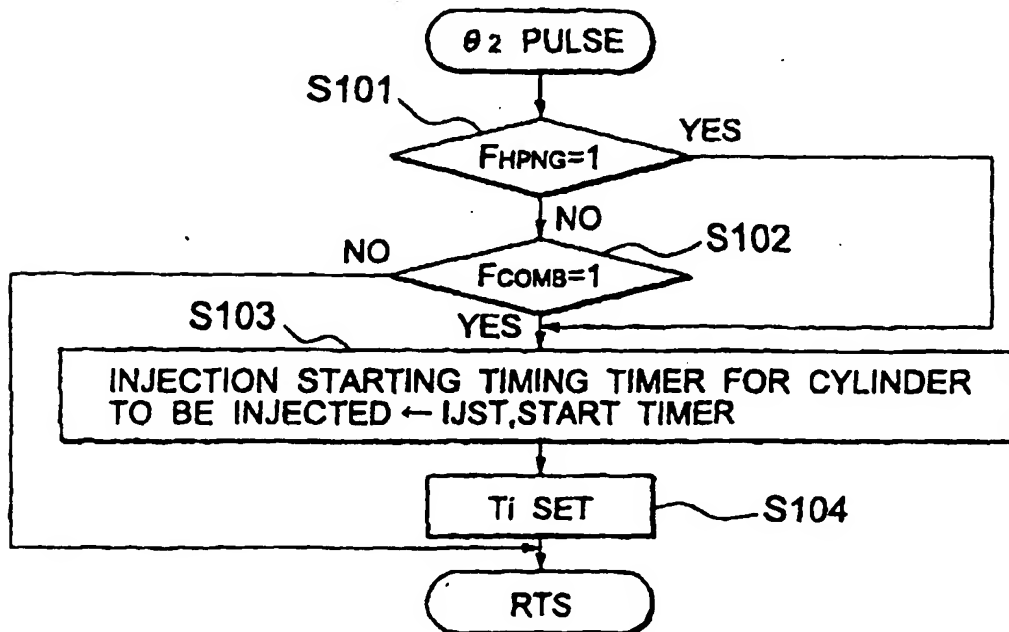 θ2 PULSE
S101
FHPNG=1
YES
NO
S102
NO
FCOMB=1
YES
S103
INJECTION STARTING TIMING TIMER FOR CYLINDER
TO BE INJECTED ← IJST,START TIMER
Ti SET
S104
RTS